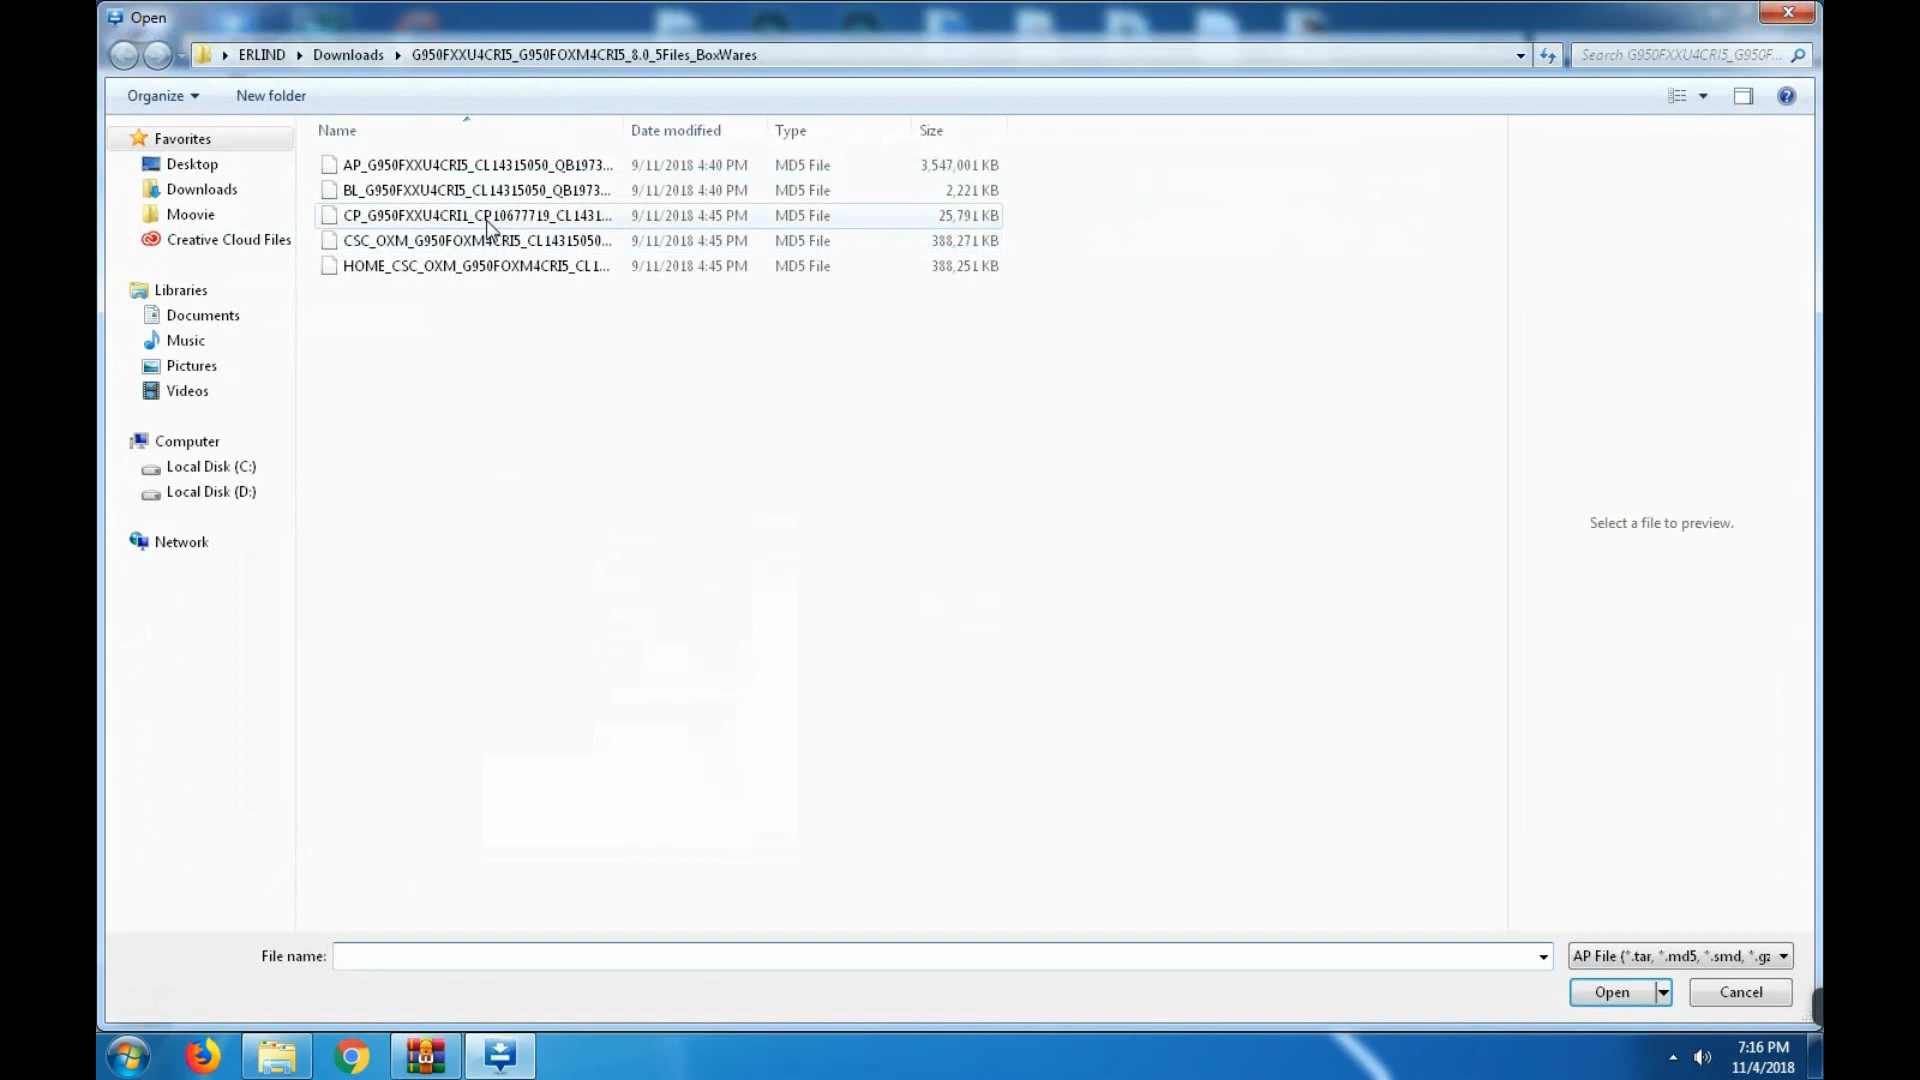 Open
ERLIND Downloads G950FXXU4CRI5_G950FOXM4CRI5_8.0_5Files_BoxWares
Search G950FXXU4CRI5_G950F...
Organize New folder
Name Date modified Type Size
AP_G950FXXU4CRI5_CL14315050_QB1973... 9/11/2018 4:40 PM MD5 File 3,547,001 KB
BL_G950FXXU4CRI5_CL14315050_QB1973... 9/11/2018 4:40 PM MD5 File 2,221 KB
CP_G950FXXU4CRI1_CP10677719_CL1431... 9/11/2018 4:45 PM MD5 File 25,791 KB
CSC_OXM_G950FOXM4CRI5_CL14315050... 9/11/2018 4:45 PM MD5 File 388,271 KB
HOME_CSC_OXM_G950FOXM4CRI5_CL1... 9/11/2018 4:45 PM MD5 File 388,251 KB
Favorites
Desktop
Downloads
Moovie
Creative Cloud Files
Libraries
Documents
Music
Pictures
Videos
Computer
Local Disk (C:)
Local Disk (D:)
Network
Select a file to preview.
File name:
AP File (*.tar, *.md5, *.smd, *.gz
Open Cancel
7:16 PM
11/4/2018